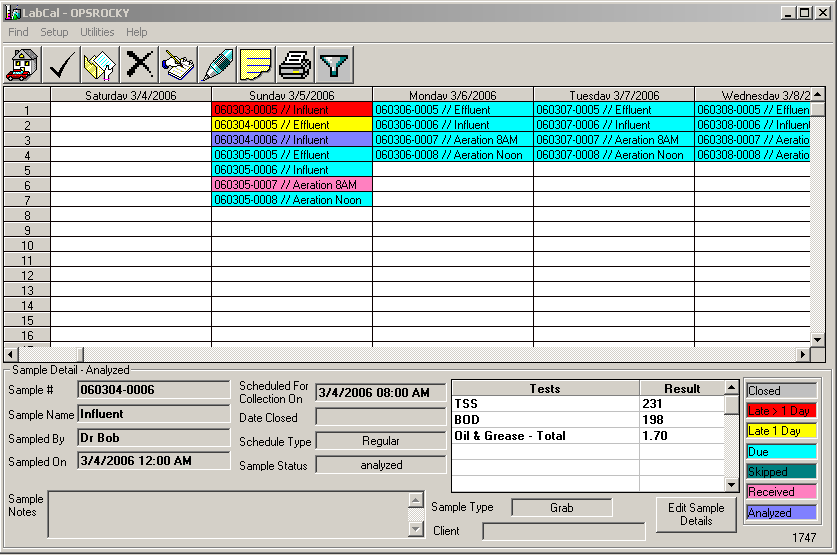 LabCal - OPSROCKY
Find Setup Utilities Help
Saturday 3/4/2006 Sunday 3/5/2006 Monday 3/6/2006 Tuesday 3/7/2006 Wednesday 3/8/2
1 060303-0005 // Influent 060306-0005 // Effluent 060307-0005 // Effluent 060308-0005 // Effluen
2 060304-0005 // Effluent 060306-0006 // Influent 060307-0006 // Influent 060308-0006 // Influen
3 060304-0006 // Influent 060306-0007 // Aeration 8AM 060307-0007 // Aeration 8AM 060308-0007 // Aeratio
4 060305-0005 // Effluent 060306-0008 // Aeration Noon 060307-0008 // Aeration Noon 060308-0008 // Aeratio
5 060305-0006 // Influent
6 060305-0007 // Aeration 8AM
7 060305-0008 // Aeration Noon
8
9
10
11
12
13
14
15
16
Sample Detail - Analyzed
Sample # 060304-0006
Sample Name Influent
Sampled By Dr Bob
Sampled On 3/4/2006 12:00 AM
Scheduled For
Collection On 3/4/2006 08:00 AM
Date Closed
Schedule Type Regular
Sample Status analyzed
Tests Result
TSS 231
BOD 198
Oil & Grease - Total 1.70
Closed
Late > 1 Day
Late 1 Day
Due
Skipped
Received
Analyzed
Sample
Notes
Sample Type Grab
Client
Edit Sample
Details
1747